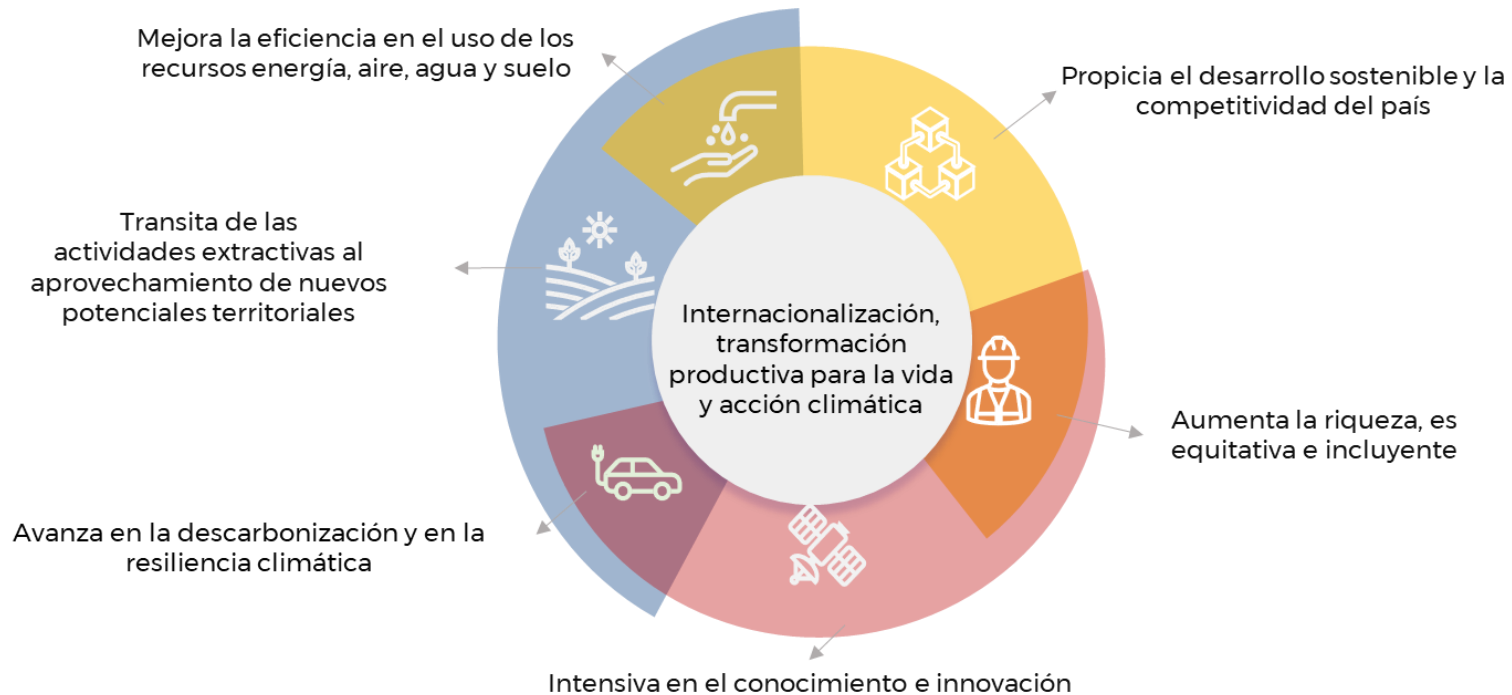 Mejora la eficiencia en el uso de los
recursos energía, aire, agua y suelo
Propicia el desarrollo sostenible y la
competitividad del país
Transita de las
actividades extractivas al
aprovechamiento de nuevos
potenciales territoriales
Internacionalización,
transformación
productiva para la vida
y acción climática
Aumenta la riqueza, es
equitativa e incluyente
Avanza en la descarbonización y en la
resiliencia climática
Intensiva en el conocimiento e innovación